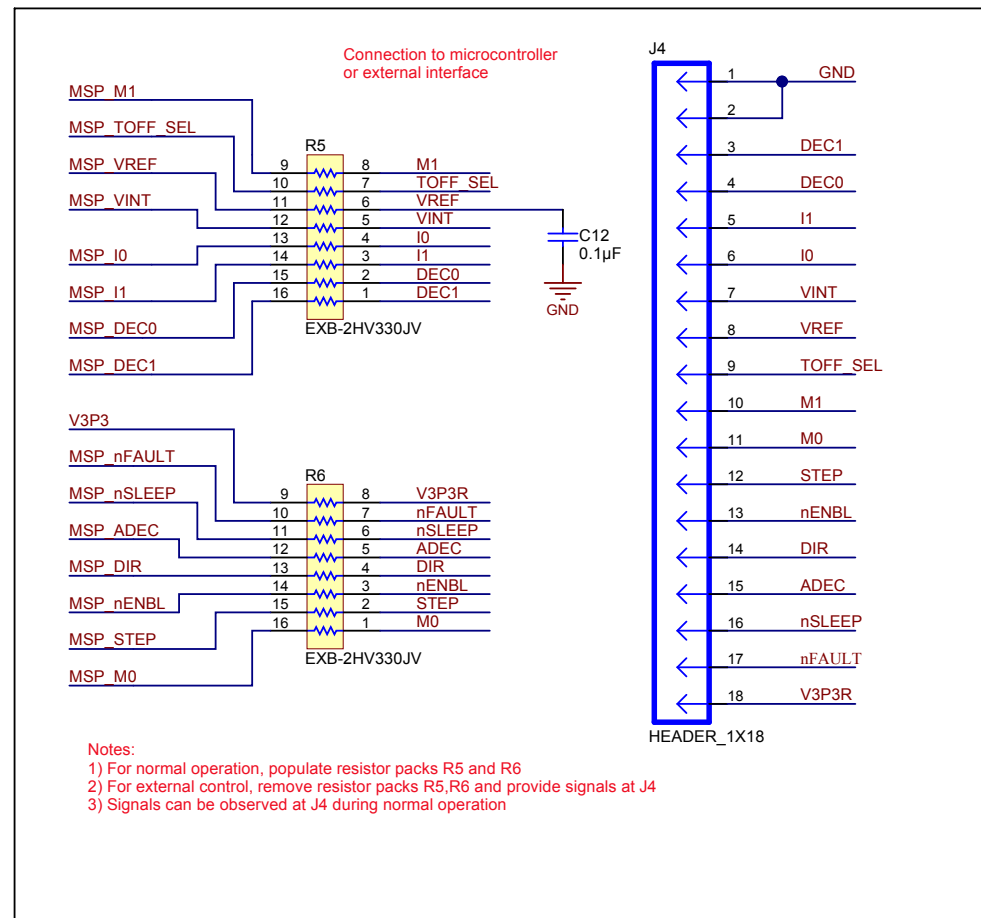 Connection to microcontroller
or external interface
MSP_M1
MSP_TOFF_SEL
MSP_VREF
MSP_VINT
MSP_I0
MSP_I1
MSP_DEC0
MSP_DEC1
R5
9 8 M1
10 7 TOFF_SEL
11 6 VREF
12 5 VINT
13 4 I0
14 3 I1
15 2 DEC0
16 1 DEC1
EXB-2HV330JV
C12
0.1µF
GND
V3P3
MSP_nFAULT
MSP_nSLEEP
MSP_ADEC
MSP_DIR
MSP_nENBL
MSP_STEP
MSP_M0
R6
9 8 V3P3R
10 7 nFAULT
11 6 nSLEEP
12 5 ADEC
13 4 DIR
14 3 nENBL
15 2 STEP
16 1 M0
EXB-2HV330JV
J4
1 GND
2
3 DEC1
4 DEC0
5 I1
6 I0
7 VINT
8 VREF
9 TOFF_SEL
10 M1
11 M0
12 STEP
13 nENBL
14 DIR
15 ADEC
16 nSLEEP
17 nFAULT
18 V3P3R
HEADER_1X18
Notes:
1) For normal operation, populate resistor packs R5 and R6
2) For external control, remove resistor packs R5,R6 and provide signals at J4
3) Signals can be observed at J4 during normal operation